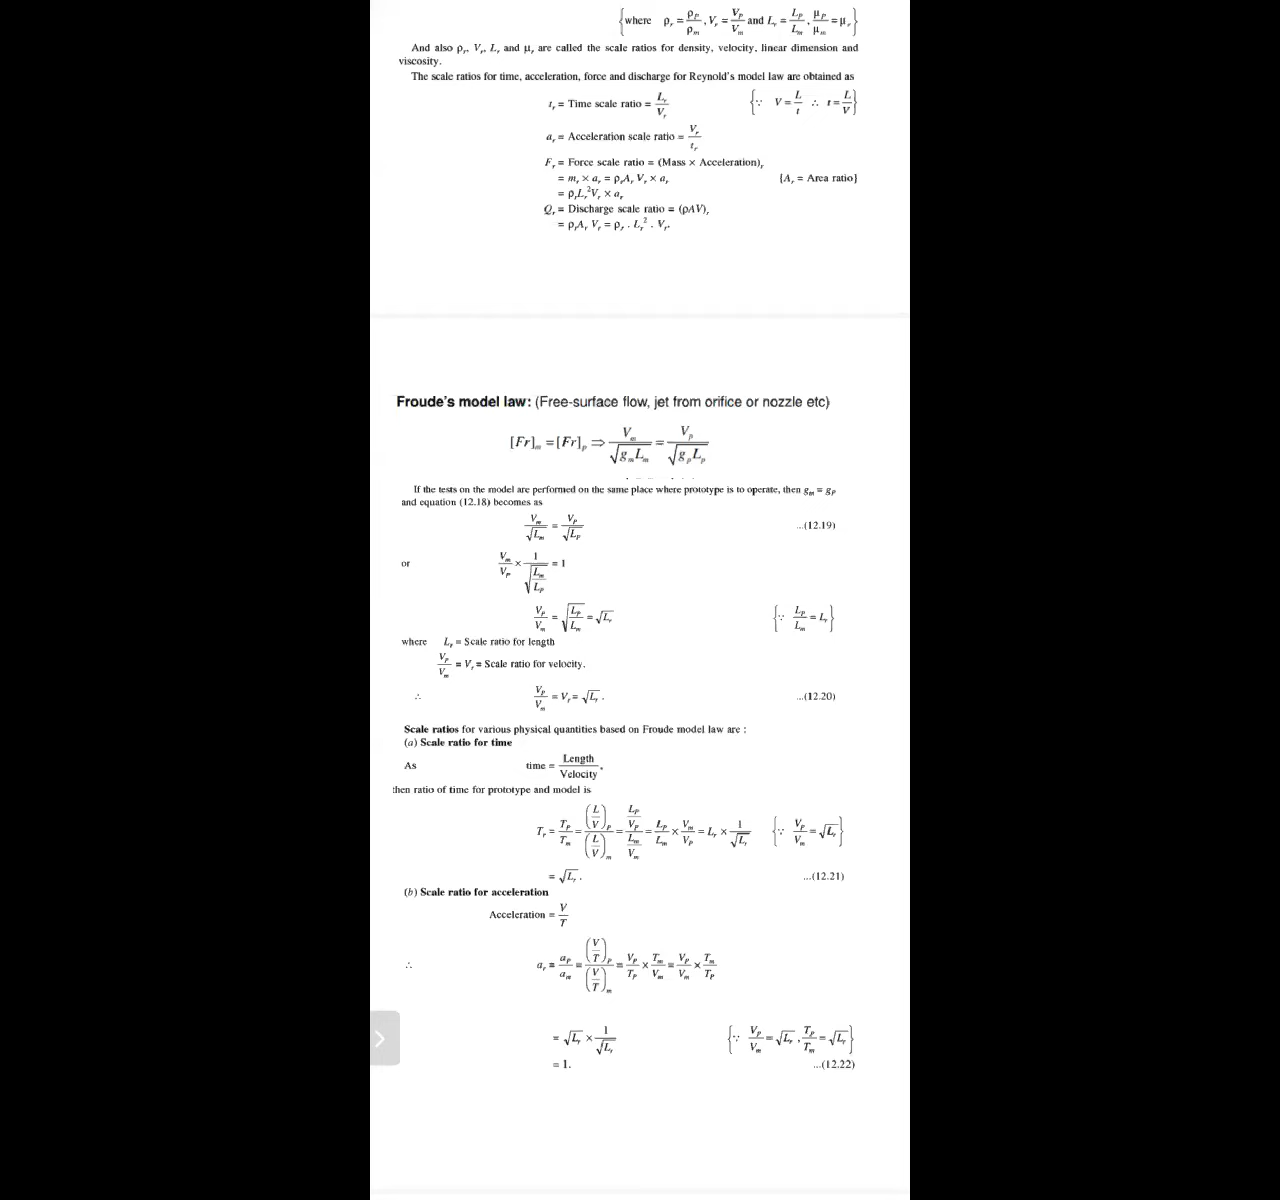 {where ρr = ρP/ρm, Vr = VP/Vm and Lr = LP/Lm, μP/μm = μr}
And also ρr, Vr, Lr and μr are called the scale ratios for density, velocity, linear dimension and
viscosity.
The scale ratios for time, acceleration, force and discharge for Reynold's model law are obtained as
tr = Time scale ratio = Lr/Vr {∵ V = L/t ∴ t = L/V}
ar = Acceleration scale ratio = Vr/tr
Fr = Force scale ratio = (Mass × Acceleration)r
= mr × ar = ρrAr Vr × ar {Ar = Area ratio}
= ρrLr²Vr × ar
Qr = Discharge scale ratio = (ρAV)r
= ρrAr Vr = ρr . Lr² . Vr.
Froude's model law: (Free-surface flow, jet from orifice or nozzle etc)
[Fr]m = [Fr]p ⇒ Vm/√(gmLm) = Vp/√(gpLp)
If the tests on the model are performed on the same place where prototype is to operate, then gm = gP
and equation (12.18) becomes as
Vm/√Lm = VP/√LP ...(12.19)
or Vm/VP × 1/√(Lm/LP) = 1
VP/Vm = √(LP/Lm) = √Lr {∵ LP/Lm = Lr}
where Lr = Scale ratio for length
VP/Vm = Vr = Scale ratio for velocity.
∴ VP/Vm = Vr = √Lr . ...(12.20)
Scale ratios for various physical quantities based on Froude model law are :
(a) Scale ratio for time
As time = Length/Velocity,
then ratio of time for prototype and model is
Tr = TP/Tm = (L/V)P/(L/V)m = (LP/VP)/(Lm/Vm) = LP/Lm × Vm/VP = Lr × 1/√Lr {∵ VP/Vm = √Lr}
= √Lr . ...(12.21)
(b) Scale ratio for acceleration
Acceleration = V/T
∴ ar = aP/am = (V/T)P/(V/T)m = VP/TP × Tm/Vm = VP/Vm × Tm/TP
= √Lr × 1/√Lr {∵ VP/Vm = √Lr , TP/Tm = √Lr}
= 1. ...(12.22)